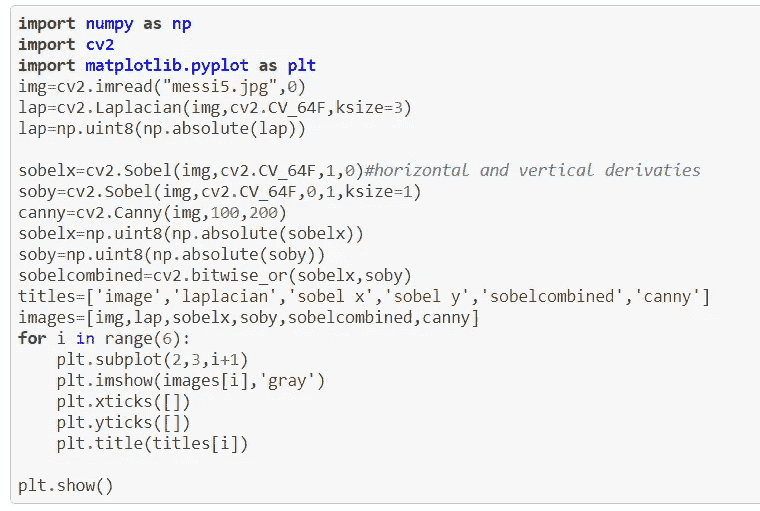 import numpy as np
import cv2
import matplotlib.pyplot as plt
img=cv2.imread("messi5.jpg",0)
lap=cv2.Laplacian(img,cv2.CV_64F,ksize=3)
lap=np.uint8(np.absolute(lap))

sobelx=cv2.Sobel(img,cv2.CV_64F,1,0)#horizontal and vertical derivaties
soby=cv2.Sobel(img,cv2.CV_64F,0,1,ksize=1)
canny=cv2.Canny(img,100,200)
sobelx=np.uint8(np.absolute(sobelx))
soby=np.uint8(np.absolute(soby))
sobelcombined=cv2.bitwise_or(sobelx,soby)
titles=['image','laplacian','sobel x','sobel y','sobelcombined','canny']
images=[img,lap,sobelx,soby,sobelcombined,canny]
for i in range(6):
    plt.subplot(2,3,i+1)
    plt.imshow(images[i],'gray')
    plt.xticks([])
    plt.yticks([])
    plt.title(titles[i])

plt.show()